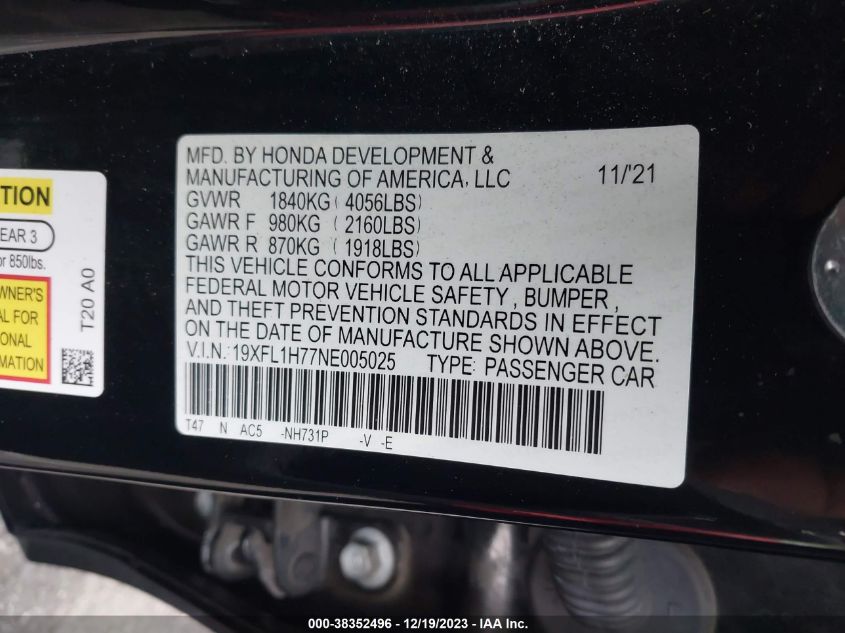 MFD. BY HONDA DEVELOPMENT &
MANUFACTURING OF AMERICA, LLC 11/'21
GVWR 1840KG ( 4056LBS)
GAWR F 980KG ( 2160LBS)
GAWR R 870KG ( 1918LBS)
THIS VEHICLE CONFORMS TO ALL APPLICABLE
FEDERAL MOTOR VEHICLE SAFETY, BUMPER,
AND THEFT PREVENTION STANDARDS IN EFFECT
ON THE DATE OF MANUFACTURE SHOWN ABOVE.
V.I.N.: 19XFL1H77NE005025 TYPE: PASSENGER CAR
T47 N AC5 -NH731P -V -E
TION
EAR 3
or 850lbs.
WNER'S
AL FOR
ONAL
MATION
T20 A0
000-38352496 - 12/19/2023 - IAA Inc.